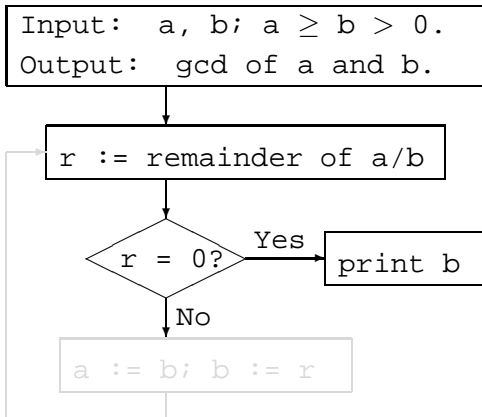 Input: a, b; a ≥ b > 0.
Output: gcd of a and b.
r := remainder of a/b
r = 0?
Yes
print b
No
a := b; b := r